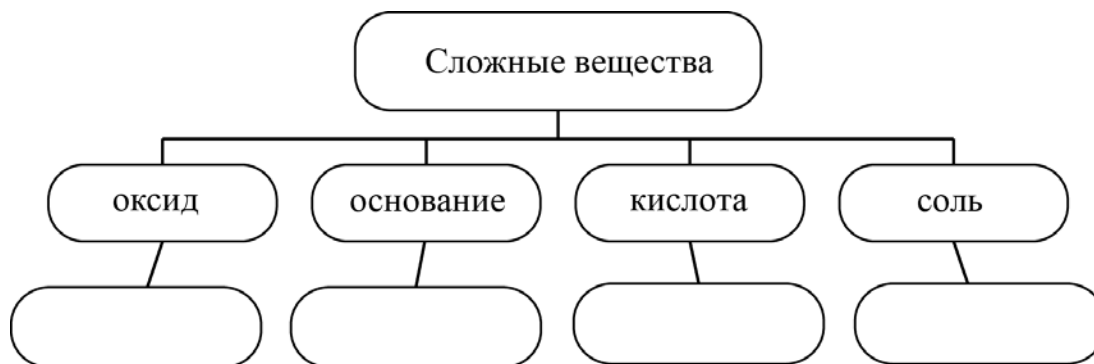 Сложные вещества
оксид
основание
кислота
соль